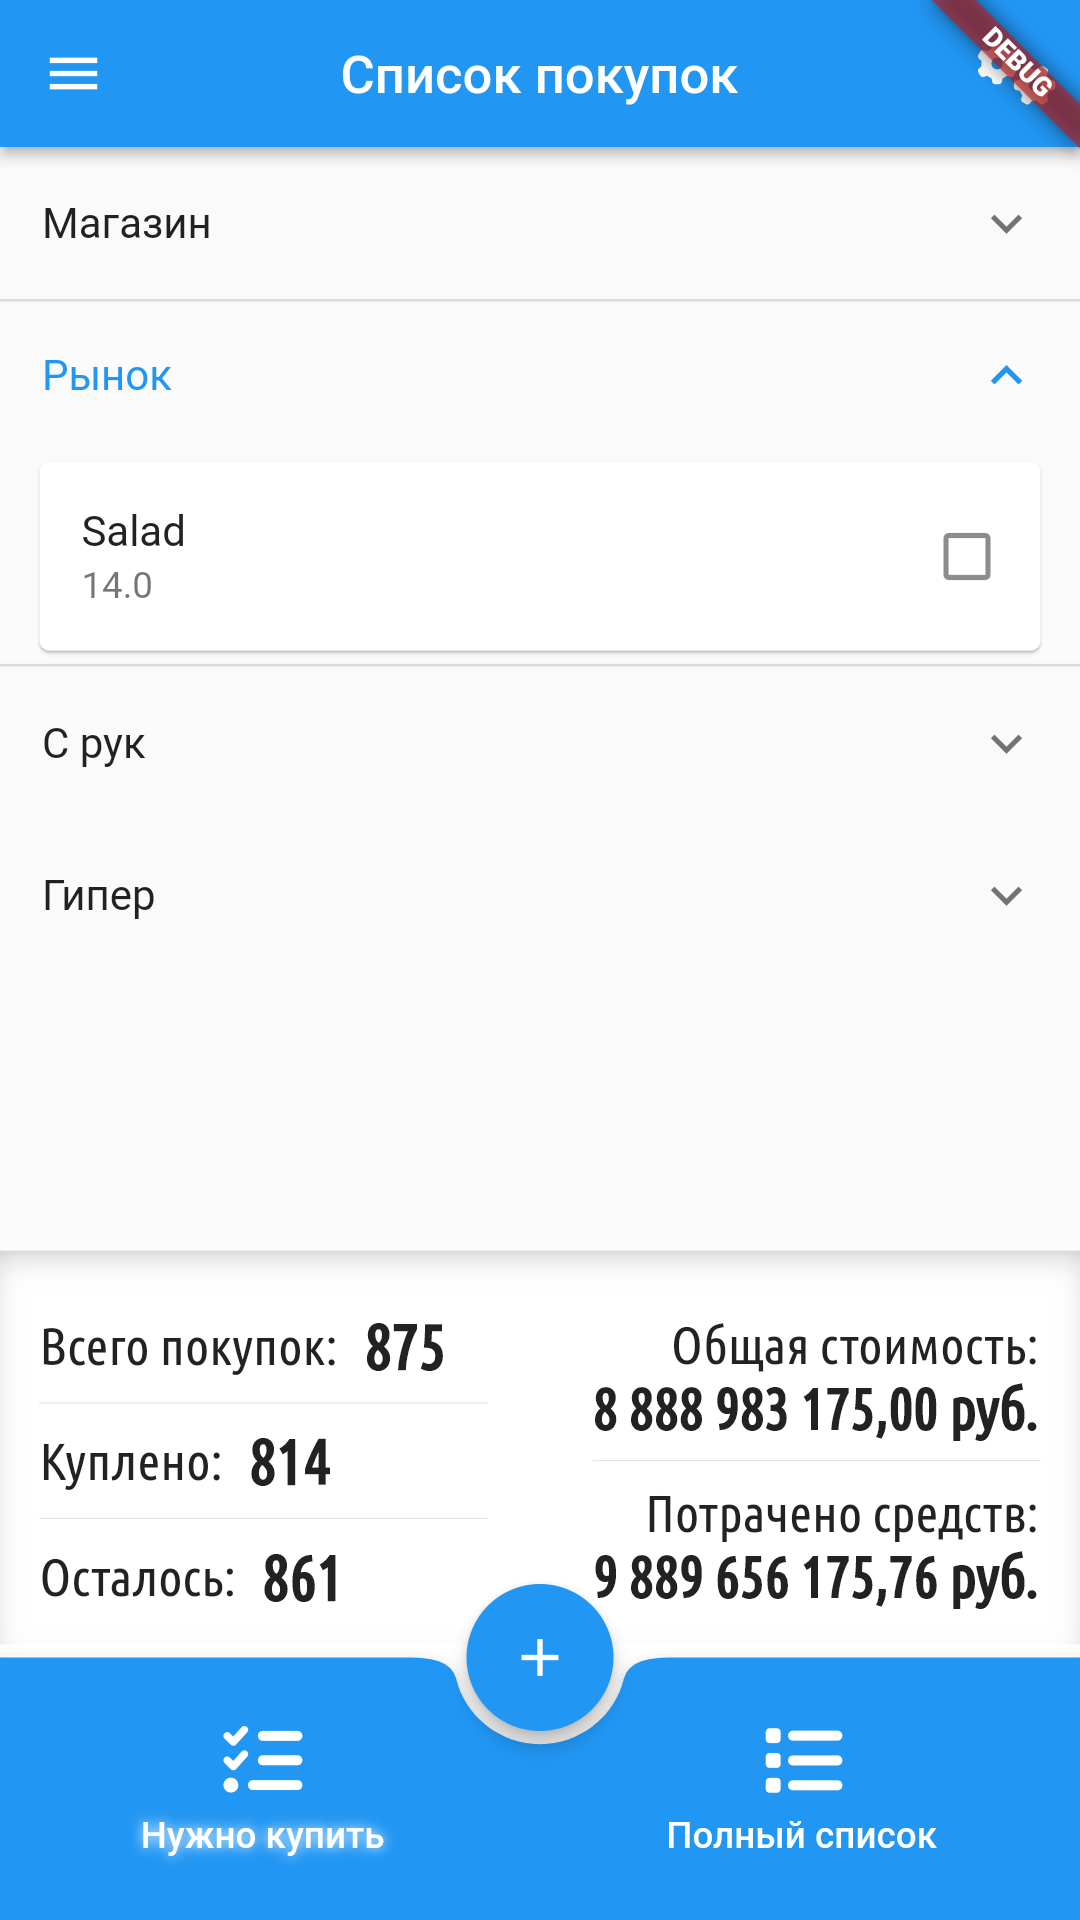 Список покупок
DEBUG
Магазин
Рынок
Salad
14.0
С рук
Гипер
Всего покупок: 875
Куплено: 814
Осталось: 861
Общая стоимость:
8 888 983 175,00 руб.
Потрачено средств:
9 889 656 175,76 руб.
Нужно купить
Полный список